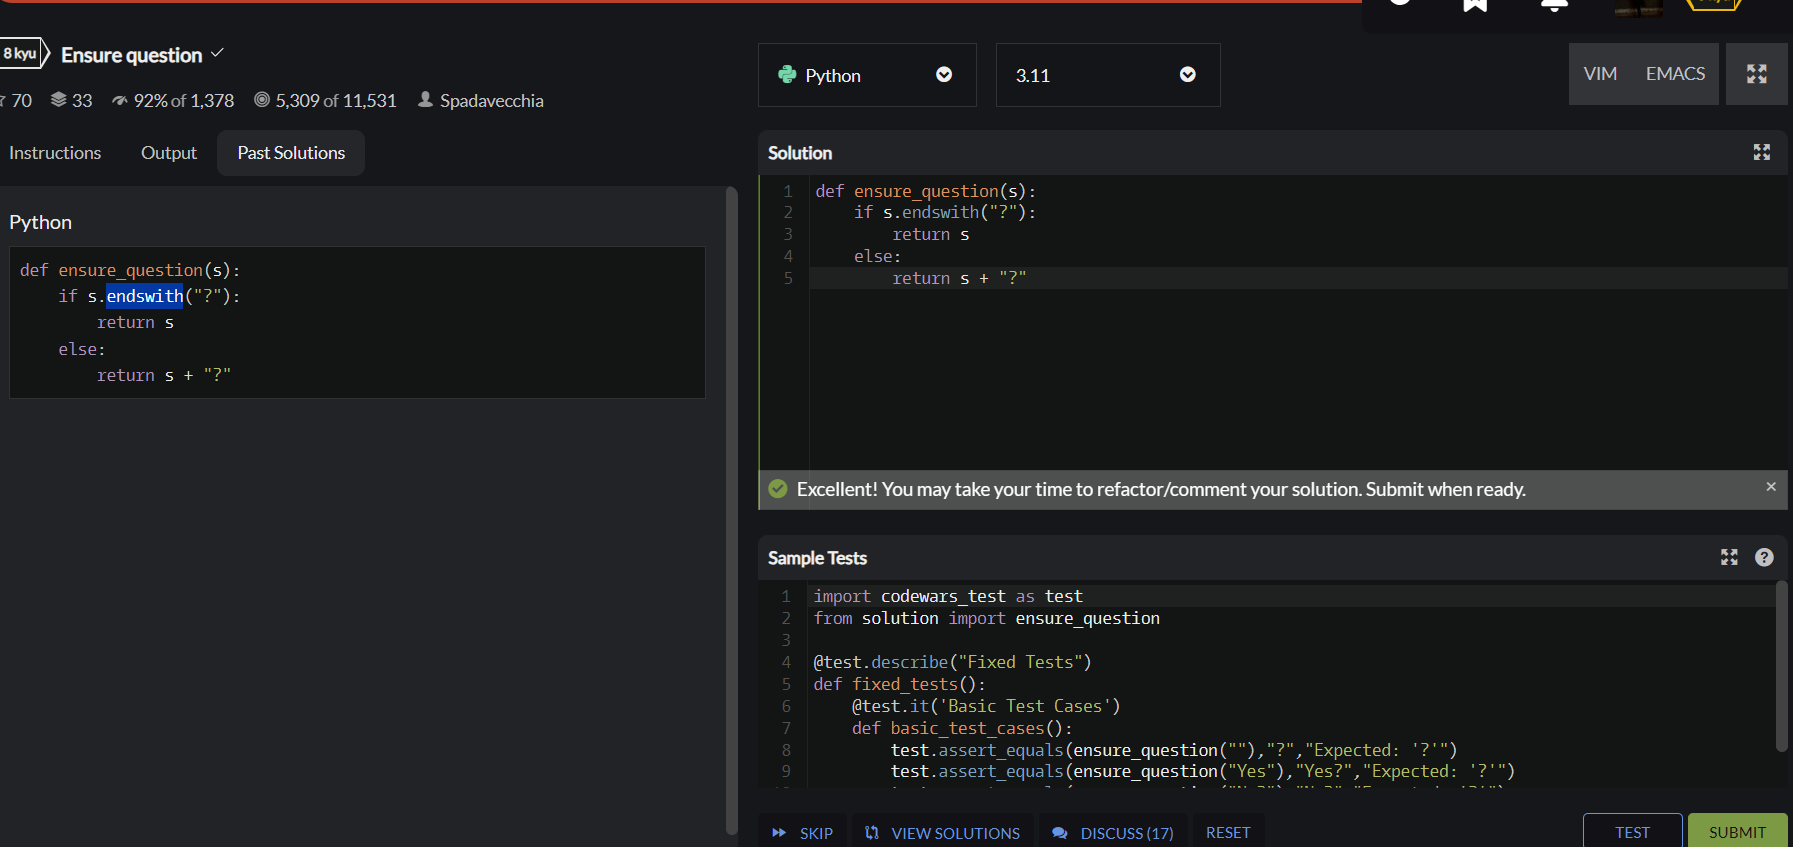 8 kyu Ensure question
70 33 92% of 1,378 5,309 of 11,531 Spadavecchia
Instructions Output Past Solutions
Python
def ensure_question(s):
    if s.endswith("?"):
        return s
    else:
        return s + "?"
Python 3.11 VIM EMACS
Solution
1 def ensure_question(s):
2     if s.endswith("?"):
3         return s
4     else:
5         return s + "?"
Excellent! You may take your time to refactor/comment your solution. Submit when ready. ×
Sample Tests ?
1 import codewars_test as test
2 from solution import ensure_question
3
4 @test.describe("Fixed Tests")
5 def fixed_tests():
6     @test.it('Basic Test Cases')
7     def basic_test_cases():
8         test.assert_equals(ensure_question(""),"?","Expected: '?'")
9         test.assert_equals(ensure_question("Yes"),"Yes?","Expected: '?'")
SKIP VIEW SOLUTIONS DISCUSS (17) RESET TEST SUBMIT